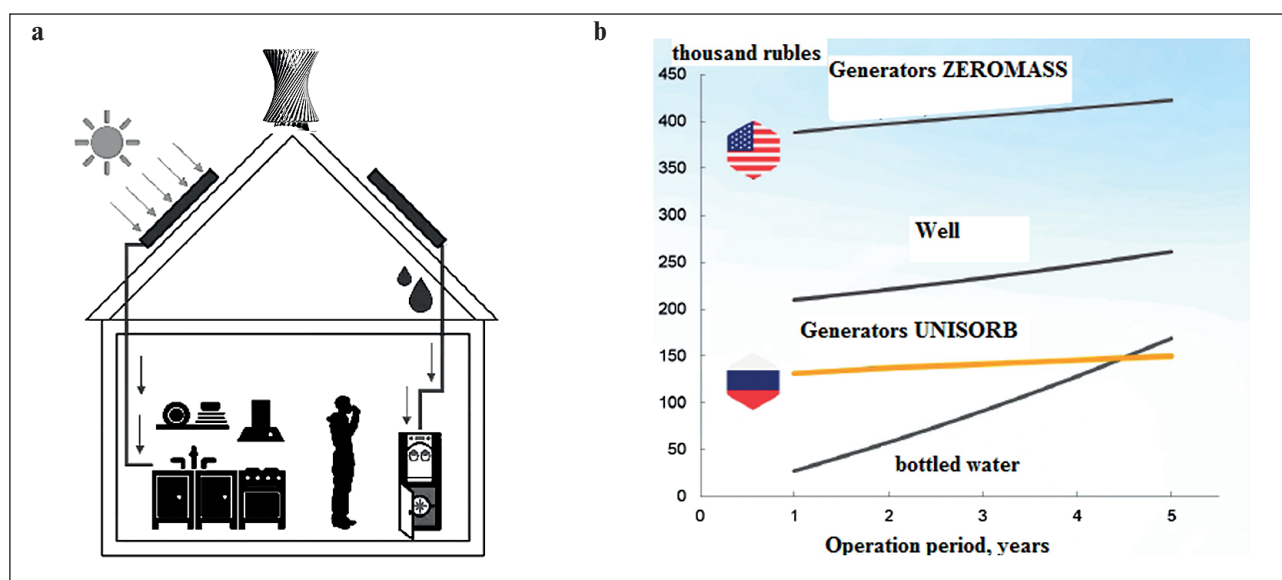 a
b
thousand rubles
450
Generators ZEROMASS
400
350
300
Well
250
200
Generators UNISORB
150
100
50
bottled water
0
0 1 2 3 4 5
Operation period, years